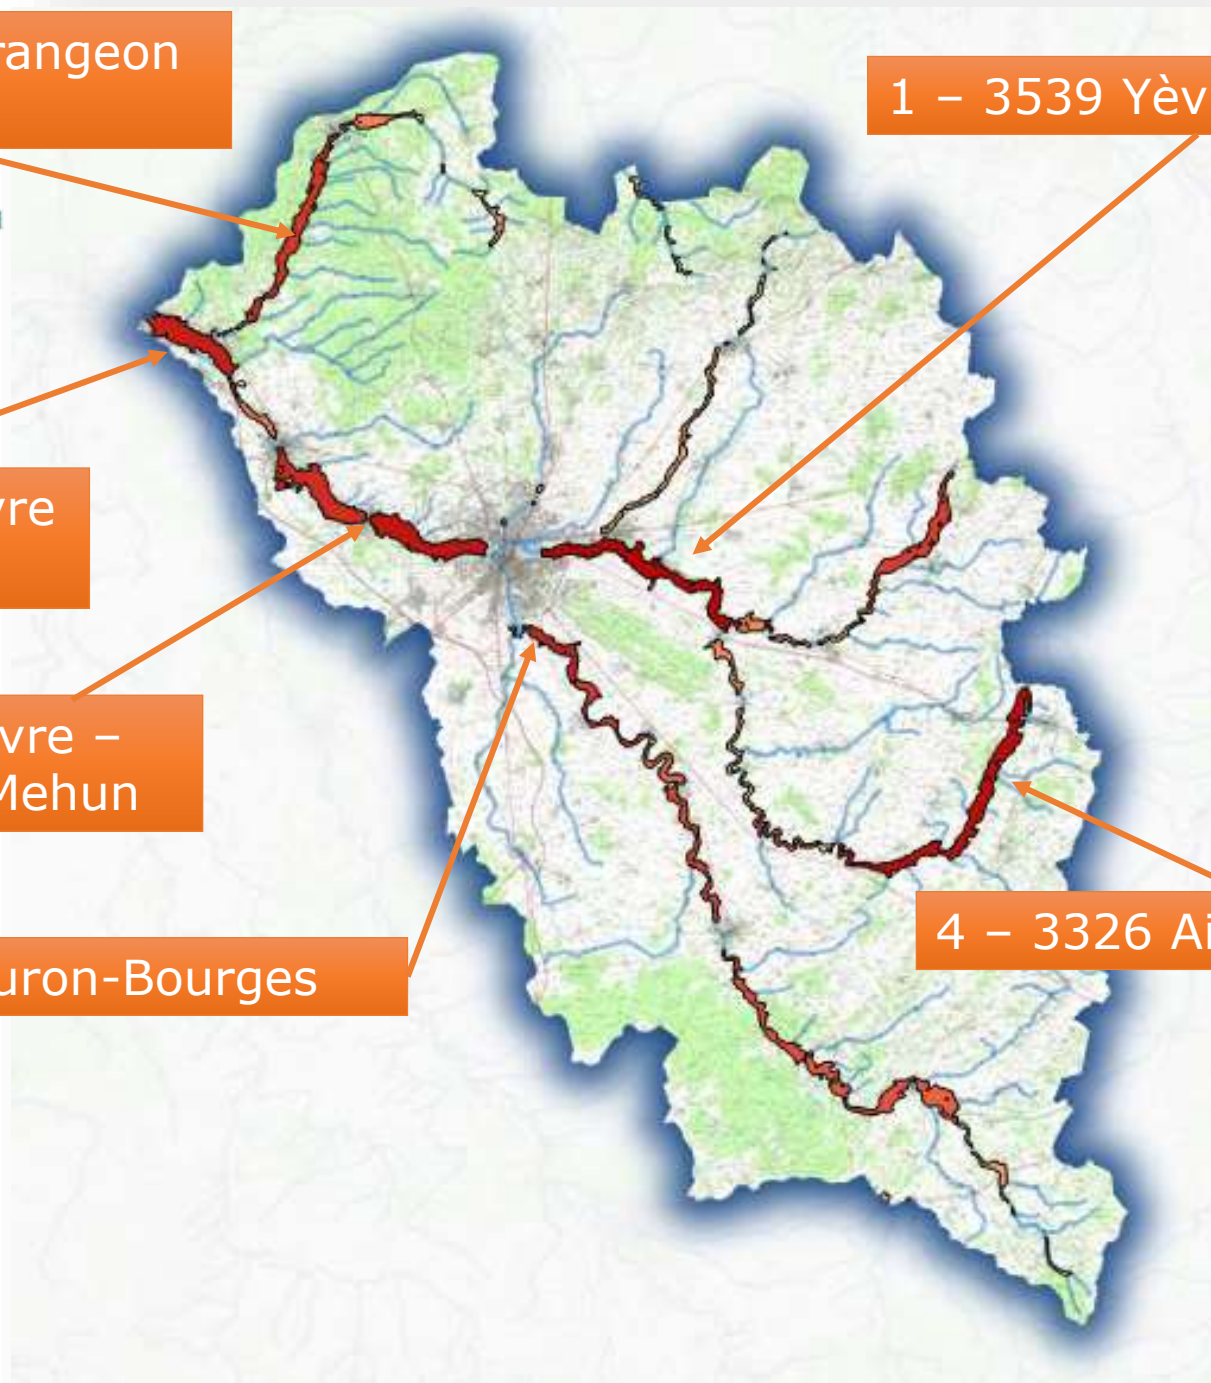 rangeon
1 – 3539 Yèv
vre
vre –
Mehun
4 – 3326 Ai
uron-Bourges